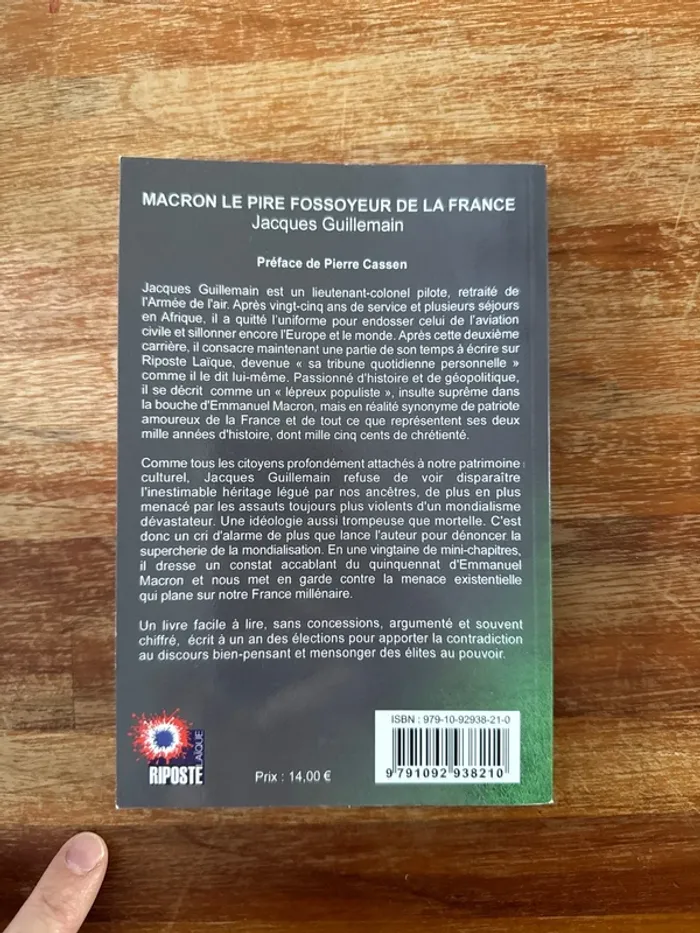 MACRON LE PIRE FOSSOYEUR DE LA FRANCE
Jacques Guillemain
Préface de Pierre Cassen
Jacques Guillemain est un lieutenant-colonel pilote, retraité de
l'Armée de l'air. Après vingt-cinq ans de service et plusieurs séjours
en Afrique, il a quitté l'uniforme pour endosser celui de l'aviation
civile et sillonner encore l'Europe et le monde. Après cette deuxième
carrière, il consacre maintenant une partie de son temps à écrire sur
Riposte Laïque, devenue « sa tribune quotidienne personnelle »
comme il le dit lui-même. Passionné d'histoire et de géopolitique,
il se décrit comme un « lépreux populiste », insulte suprême dans
la bouche d'Emmanuel Macron, mais en réalité synonyme de patriote
amoureux de la France et de tout ce que représentent ses deux
mille années d'histoire, dont mille cinq cents de chrétienté.
Comme tous les citoyens profondément attachés à notre patrimoine
culturel, Jacques Guillemain refuse de voir disparaître
l'inestimable héritage légué par nos ancêtres, de plus en plus
menacé par les assauts toujours plus violents d'un mondialisme
dévastateur. Une idéologie aussi trompeuse que mortelle. C'est
donc un cri d'alarme de plus que lance l'auteur pour dénoncer la
supercherie de la mondialisation. En une vingtaine de mini-chapitres,
il dresse un constat accablant du quinquennat d'Emmanuel
Macron et nous met en garde contre la menace existentielle
qui plane sur notre France millénaire.
Un livre facile à lire, sans concessions, argumenté et souvent
chiffré, écrit à un an des élections pour apporter la contradiction
au discours bien-pensant et mensonger des élites au pouvoir.
RIPOSTE
LAÏQUE
Prix : 14,00 €
ISBN : 979-10-92938-21-0
9 791092 938210